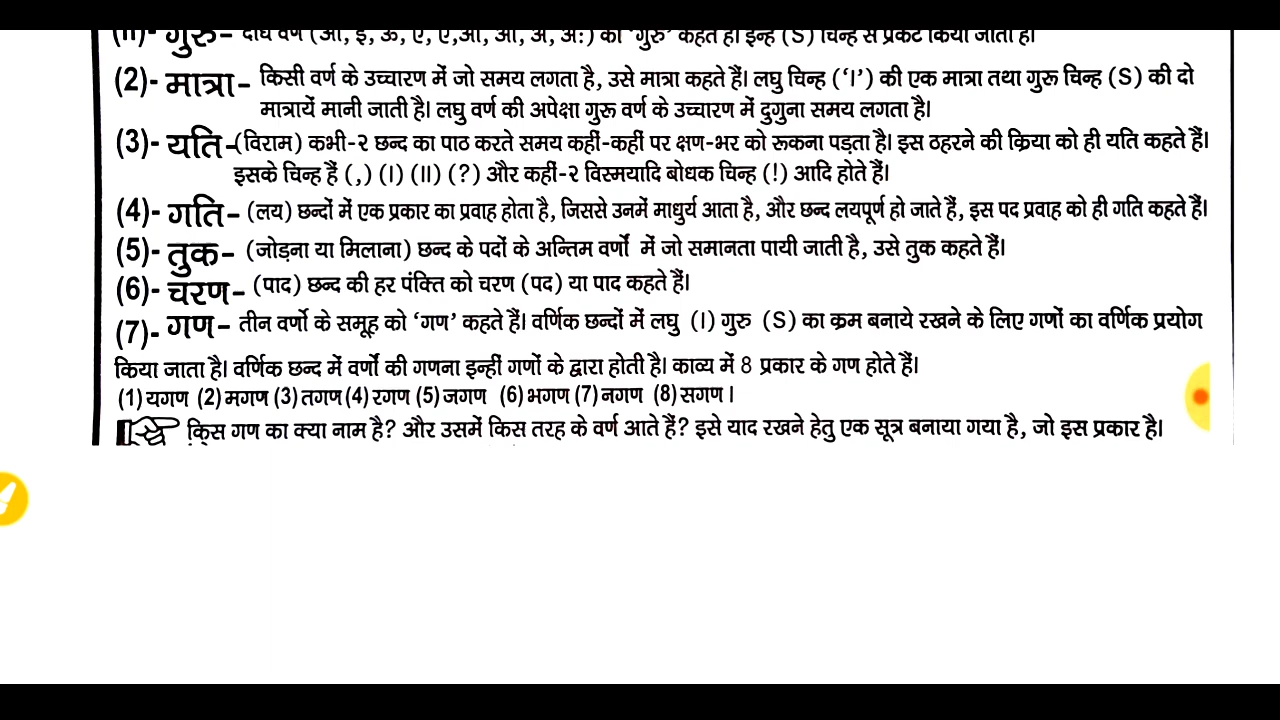 (ii)- गुरु– दीर्घ वर्ण (आ, ई, ऊ, ए, ऐ,ओ, औ, अं, अः) को 'गुरु' कहते हैं। इन्हें (S) चिन्ह से प्रकट किया जाता है।
(2)- मात्रा– किसी वर्ण के उच्चारण में जो समय लगता है, उसे मात्रा कहते हैं। लघु चिन्ह ('।') की एक मात्रा तथा गुरू चिन्ह (S) की दो
मात्रायें मानी जाती है। लघु वर्ण की अपेक्षा गुरू वर्ण के उच्चारण में दुगुना समय लगता है।
(3)- यति–(विराम) कभी-२ छन्द का पाठ करते समय कहीं-कहीं पर क्षण-भर को रूकना पड़ता है। इस ठहरने की क्रिया को ही यति कहते हैं।
इसके चिन्ह हैं (,) (।) (॥) (?) और कहीं-२ विस्मयादि बोधक चिन्ह (!) आदि होते हैं।
(4)- गति– (लय) छन्दों में एक प्रकार का प्रवाह होता है, जिससे उनमें माधुर्य आता है, और छन्द लयपूर्ण हो जाते हैं, इस पद प्रवाह को ही गति कहते हैं।
(5)- तुक– (जोड़ना या मिलाना) छन्द के पदों के अन्तिम वर्णों में जो समानता पायी जाती है, उसे तुक कहते हैं।
(6)- चरण– (पाद) छन्द की हर पंक्ति को चरण (पद) या पाद कहते हैं।
(7)- गण– तीन वर्णो के समूह को 'गण' कहते हैं। वर्णिक छन्दों में लघु (।) गुरु (S) का क्रम बनाये रखने के लिए गणों का वर्णिक प्रयोग
किया जाता है। वर्णिक छन्द में वर्णों की गणना इन्हीं गणों के द्वारा होती है। काव्य में 8 प्रकार के गण होते हैं।
(1) यगण (2) मगण (3) तगण (4) रगण (5) जगण (6) भगण (7) नगण (8) सगण ।
किस गण का क्या नाम है? और उसमें किस तरह के वर्ण आते हैं? इसे याद रखने हेतु एक सूत्र बनाया गया है, जो इस प्रकार है।